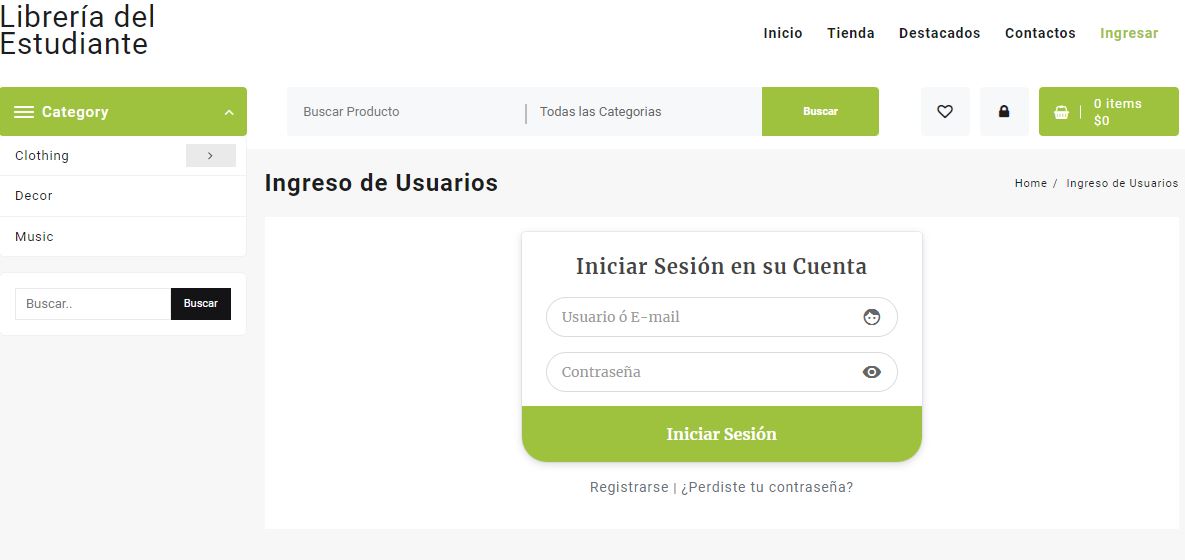 Librería del
Estudiante
Inicio Tienda Destacados Contactos Ingresar
Category
Buscar Producto
Todas las Categorias
Buscar
0 items
$0
Clothing
Decor
Music
Buscar..
Buscar
Ingreso de Usuarios
Home / Ingreso de Usuarios
Iniciar Sesión en su Cuenta
Usuario ó E-mail
Contraseña
Iniciar Sesión
Registrarse | ¿Perdiste tu contraseña?